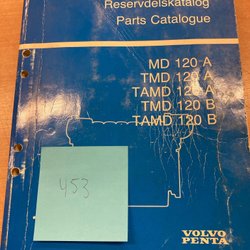 Reservdelskatalog
Parts Catalogue
MD 120 A
TMD 120 A
TAMD 120 A
TMD 120 B
TAMD 120 B
453
VOLVO
PENTA